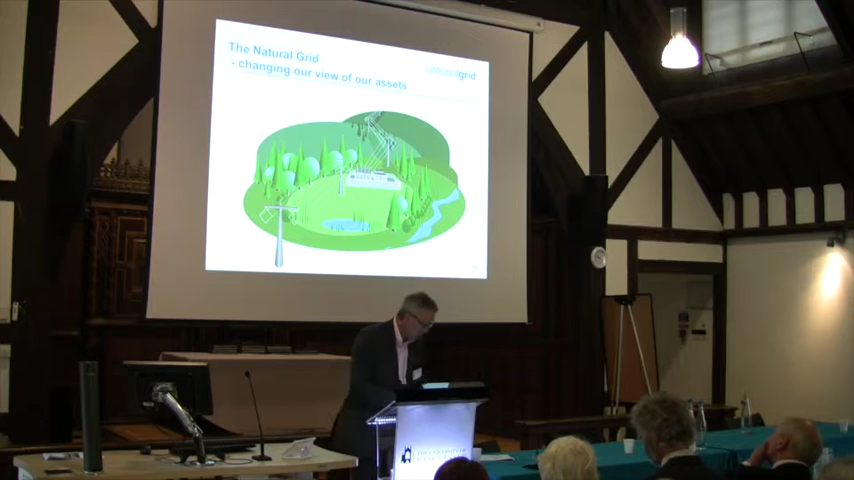 The Natural Grid
- changing our view of our assets
nationalgrid